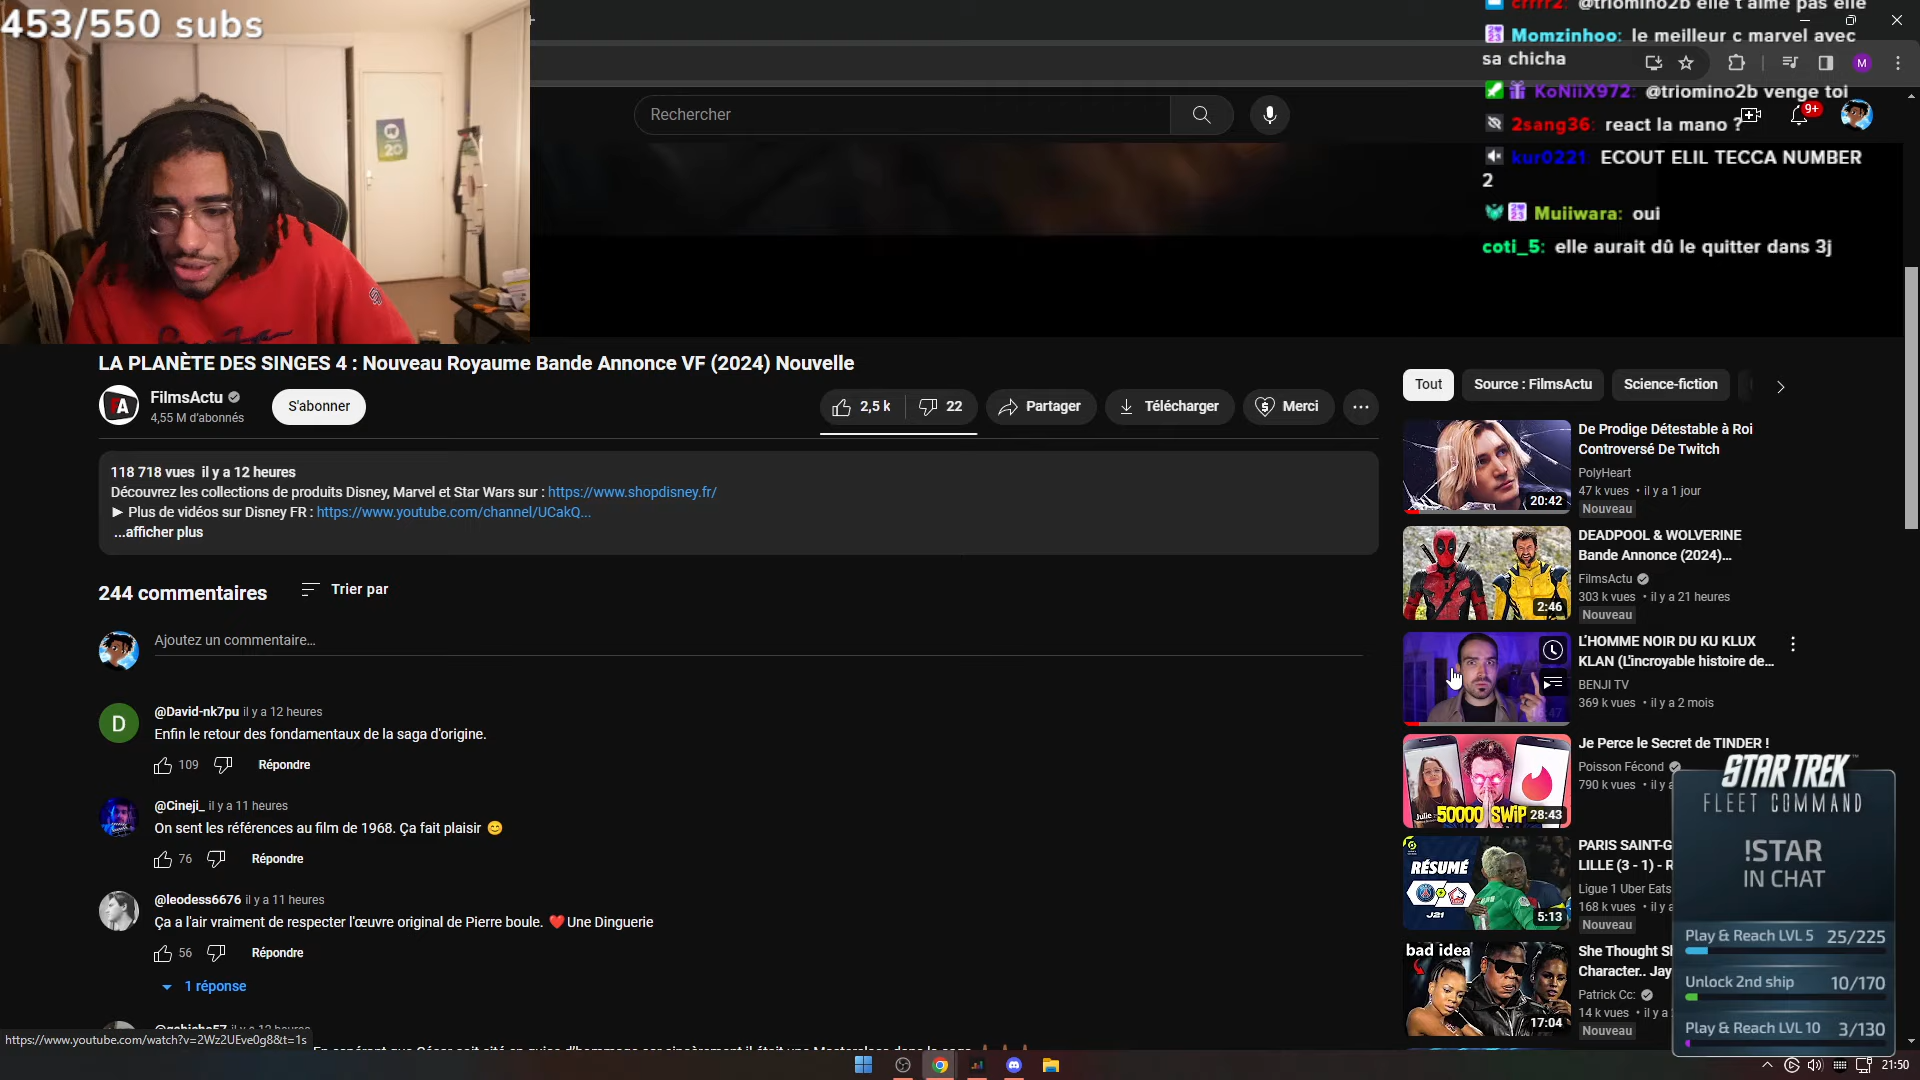 453/550 subs
crfff2: @triomino2b elle t'aime pas elle
Momzinhoo: le meilleur c marvel avec
sa chicha
KoNiiX972: @triomino2b venge toi
2sang36: react la mano ?
kur0221: ECOUT ELIL TECCA NUMBER
2
Muiiwara: oui
coti_5: elle aurait dû le quitter dans 3j
M
Rechercher
9+
20
LA PLANÈTE DES SINGES 4 : Nouveau Royaume Bande Annonce VF (2024) Nouvelle
FA
FilmsActu
4,55 M d'abonnés
S'abonner
2,5 k
22
Partager
Télécharger
Merci
118 718 vues il y a 12 heures
Découvrez les collections de produits Disney, Marvel et Star Wars sur : https://www.shopdisney.fr/
► Plus de vidéos sur Disney FR : https://www.youtube.com/channel/UCakQ...
...afficher plus
244 commentaires
Trier par
Ajoutez un commentaire...
D
@David-nk7pu il y a 12 heures
Enfin le retour des fondamentaux de la saga d'origine.
109
Répondre
@Cineji_ il y a 11 heures
On sent les références au film de 1968. Ça fait plaisir 😊
76
Répondre
@leodess6676 il y a 11 heures
Ça a l'air vraiment de respecter l'œuvre original de Pierre boule. ❤️Une Dinguerie
56
Répondre
1 réponse
https://www.youtube.com/watch?v=2Wz2UEve0g8&t=1s
Tout
Source : FilmsActu
Science-fiction
De Prodige Détestable à Roi
Controversé De Twitch
PolyHeart
47 k vues • il y a 1 jour
Nouveau
20:42
DEADPOOL & WOLVERINE
Bande Annonce (2024)...
FilmsActu
303 k vues • il y a 21 heures
Nouveau
2:46
L'HOMME NOIR DU KU KLUX
KLAN (L'incroyable histoire de...
BENJI TV
369 k vues • il y a 2 mois
Je Perce le Secret de TINDER !
Poisson Fécond
790 k vues • il y a
Julie
50000 SWIP
28:43
PARIS SAINT-G
LILLE (3 - 1) - R
Ligue 1 Uber Eats
168 k vues • il y a
Nouveau
RÉSUMÉ
J21
5:13
She Thought S
Character.. Jay
Patrick Cc:
14 k vues • il y a
Nouveau
bad idea
17:04
STAR TREK
FLEET COMMAND
!STAR
IN CHAT
Play & Reach LVL 5 25/225
Unlock 2nd ship 10/170
Play & Reach LVL 10 3/130
21:50